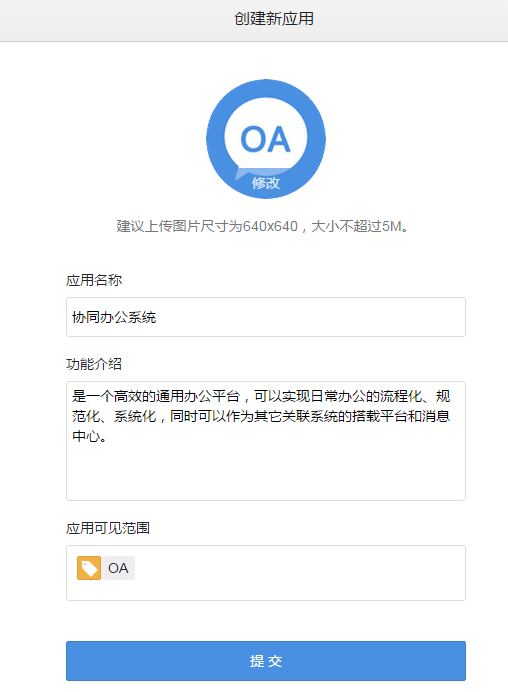 创建新应用
OA
修改
建议上传图片尺寸为640x640，大小不超过5M。
应用名称
协同办公系统
功能介绍
是一个高效的通用办公平台，可以实现日常办公的流程化、规
范化、系统化，同时可以作为其它关联系统的搭载平台和消息
中心。
应用可见范围
OA
提 交